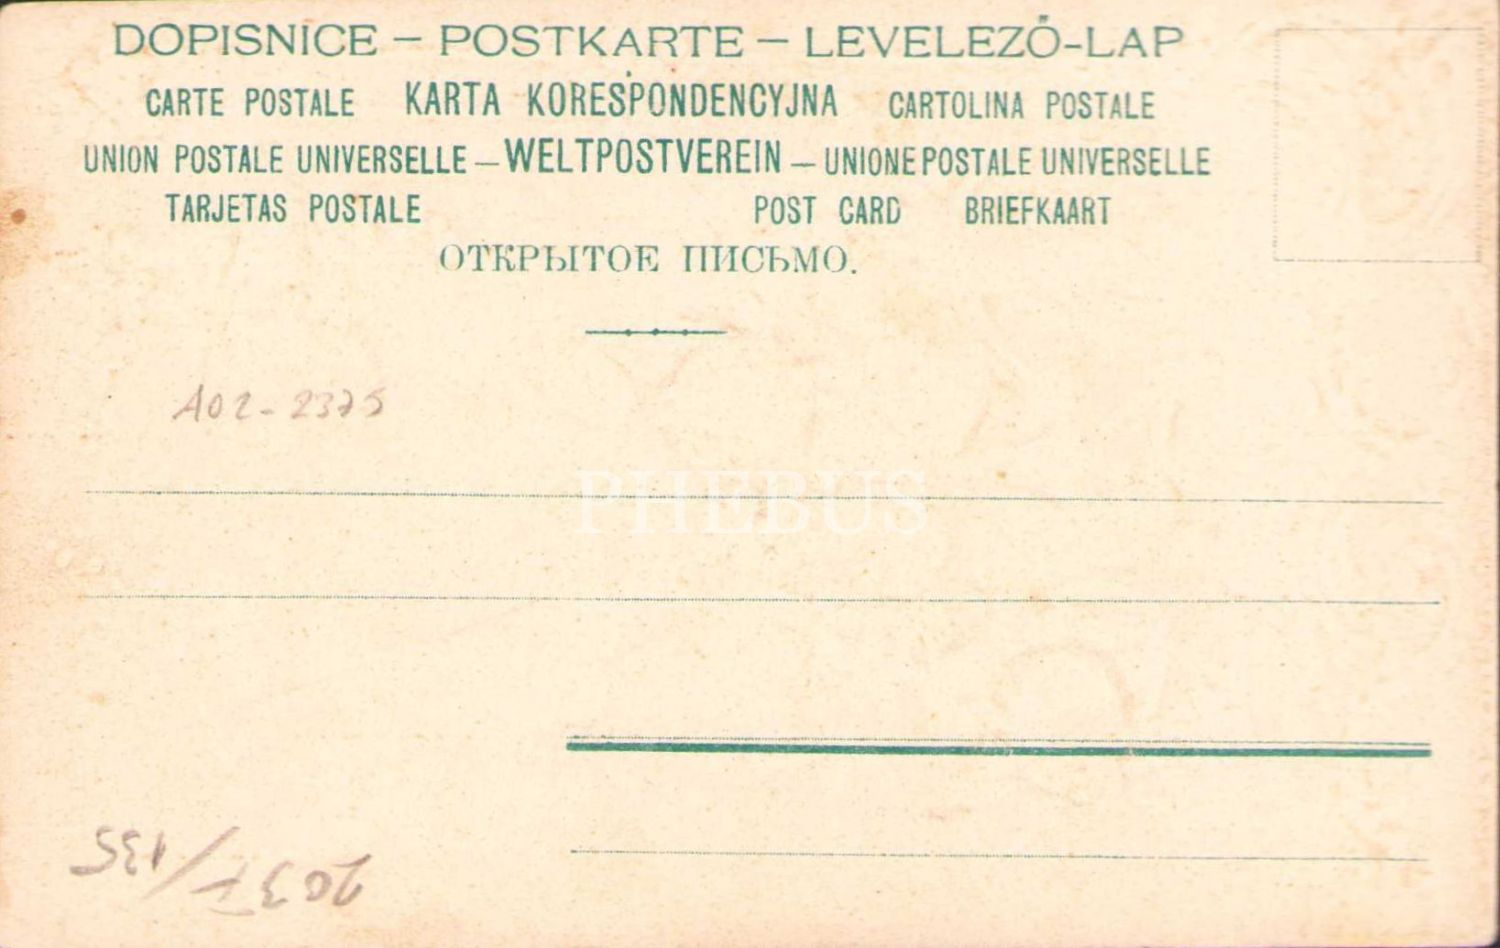 DOPISNICE – POSTKARTE – LEVELEZŐ-LAP
CARTE POSTALE KARTA KORESPONDENCYJNA CARTOLINA POSTALE
UNION POSTALE UNIVERSELLE – WELTPOSTVEREIN – UNIONE POSTALE UNIVERSELLE
TARJETAS POSTALE POST CARD BRIEFKAART
ОТКРЫТОЕ ПИСЬМО.
A02-2375
PHEBUS